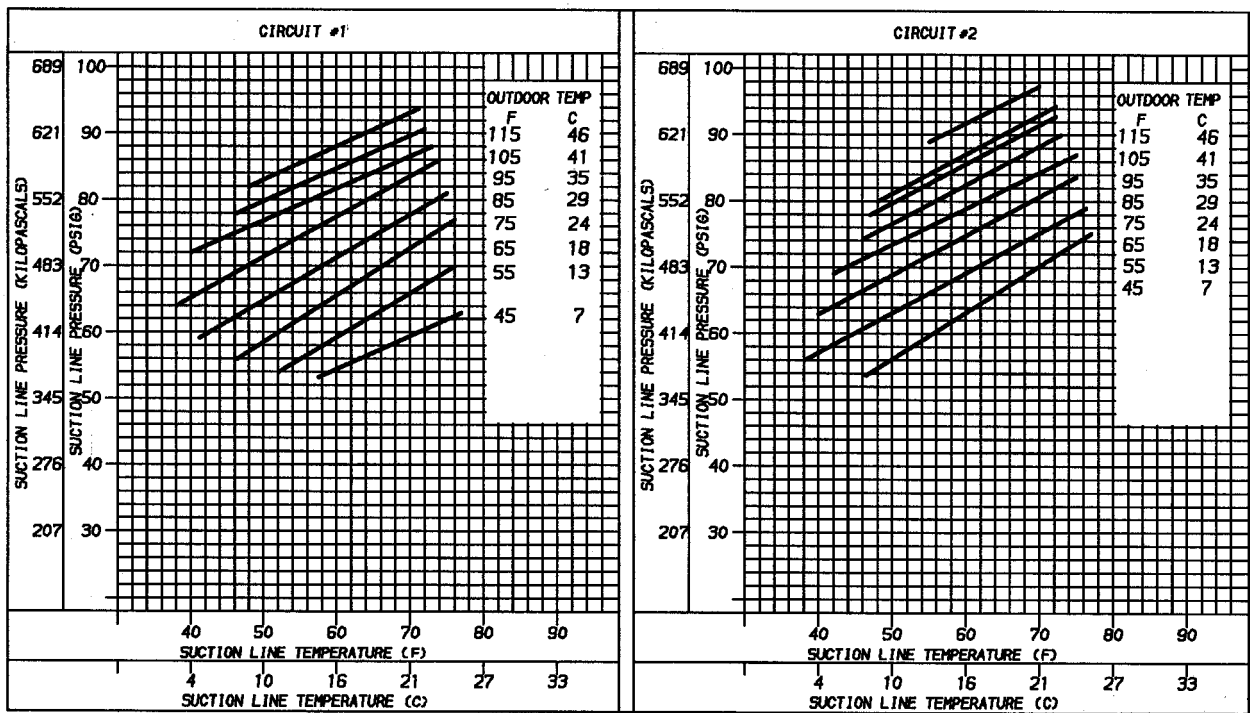 CIRCUIT #1
SUCTION LINE PRESSURE (KILOPASCALS)
689
621
552
483
414
345
276
207
SUCTION LINE PRESSURE (PSIG)
100
90
80
70
60
50
40
30
OUTDOOR TEMP
F C
115 46
105 41
95 35
85 29
75 24
65 18
55 13
45 7
40 50 60 70 80 90
SUCTION LINE TEMPERATURE (F)
4 10 16 21 27 33
SUCTION LINE TEMPERATURE (C)
CIRCUIT #2
SUCTION LINE PRESSURE (KILOPASCALS)
689
621
552
483
414
345
276
207
SUCTION LINE PRESSURE (PSIG)
100
90
80
70
60
50
40
30
OUTDOOR TEMP
F C
115 46
105 41
95 35
85 29
75 24
65 18
55 13
45 7
40 50 60 70 80 90
SUCTION LINE TEMPERATURE (F)
4 10 16 21 27 33
SUCTION LINE TEMPERATURE (C)